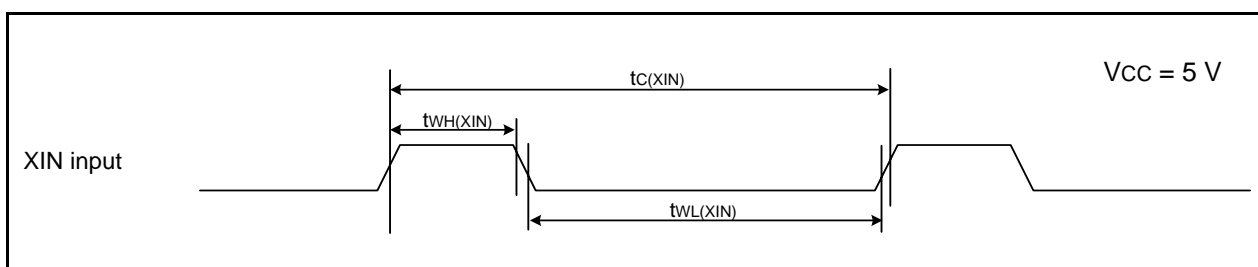 VCC = 5 V
tC(XIN)
tWH(XIN)
XIN input
tWL(XIN)